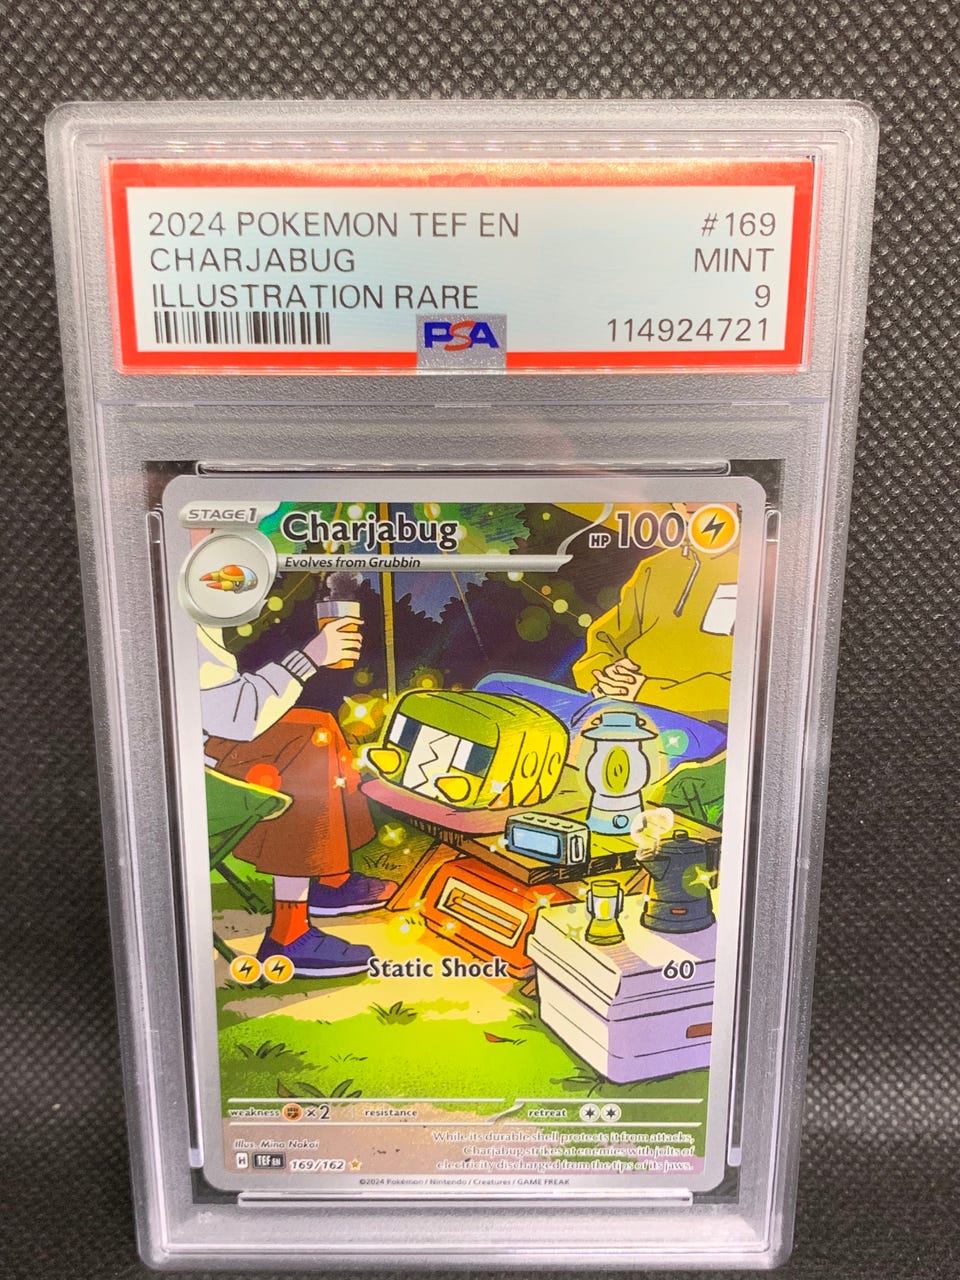 2024 POKEMON TEF EN #169
CHARJABUG MINT
ILLUSTRATION RARE 9
PSA 114924721
STAGE1 Charjabug HP 100
Evolves from Grubbin
Static Shock 60
weakness ×2 resistance retreat
Illus. Mina Nakai
While its durable shell protects it from attacks,
Charjabug strikes at enemies with jolts of
electricity discharged from the tips of its jaws.
H TEF EN 169/162
©2024 Pokémon / Nintendo / Creatures / GAME FREAK